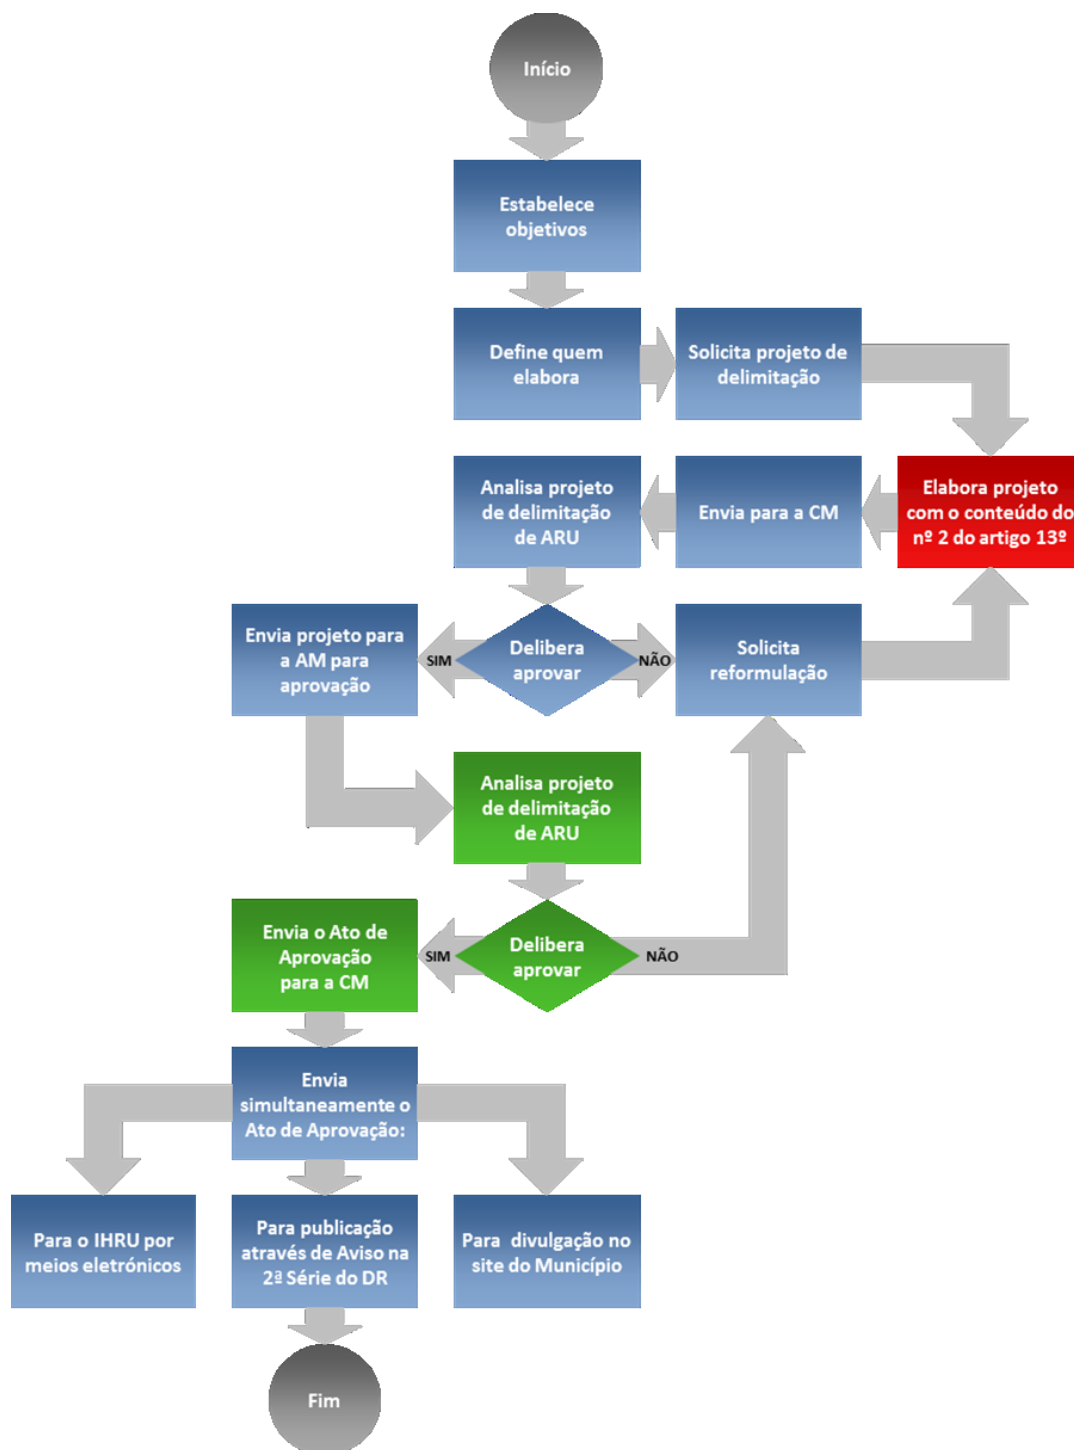 Início
Estabelece
objetivos
Define quem
elabora
Solicita projeto de
delimitação
Analisa projeto
de delimitação
de ARU
Envia para a CM
Elabora projeto
com o conteúdo do
nº 2 do artigo 13º
Envia projeto para
a AM para
aprovação
SIM
Delibera
aprovar
NÃO
Solicita
reformulação
Analisa projeto
de delimitação
de ARU
Envia o Ato de
Aprovação
para a CM
SIM
Delibera
aprovar
NÃO
Envia
simultaneamente o
Ato de Aprovação:
Para o IHRU por
meios eletrónicos
Para publicação
através de Aviso na
2ª Série do DR
Para divulgação no
site do Município
Fim